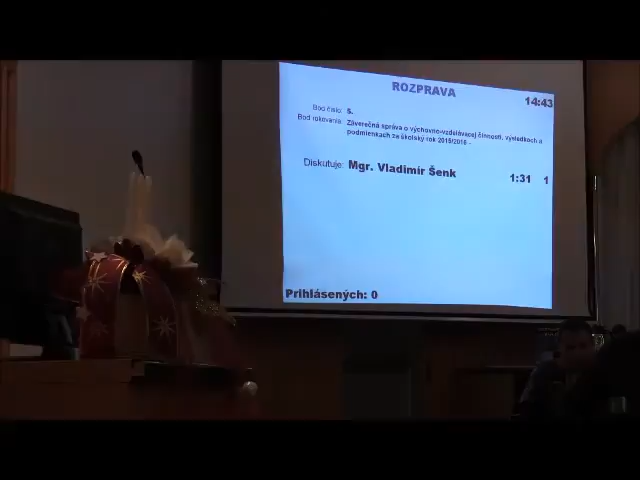 ROZPRAVA
14:43
Bod číslo: 5.
Bod rokovania: Záverečná správa o výchovno-vzdelávacej činnosti, výsledkoch a
podmienkach za školský rok 2015/2016 -
Diskutuje: Mgr. Vladimír Šenk 1:31 1
Prihlásených: 0